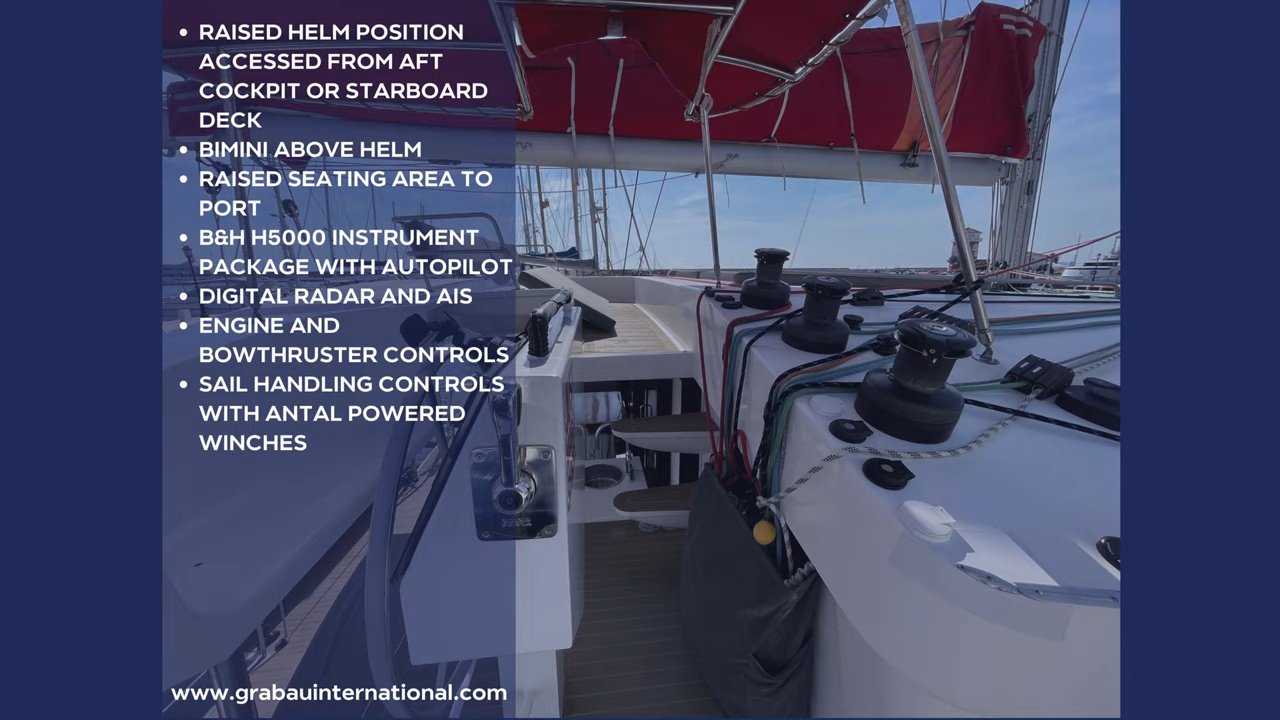 • RAISED HELM POSITION
ACCESSED FROM AFT
COCKPIT OR STARBOARD
DECK
• BIMINI ABOVE HELM
• RAISED SEATING AREA TO
PORT
• B&H H5000 INSTRUMENT
PACKAGE WITH AUTOPILOT
• DIGITAL RADAR AND AIS
• ENGINE AND
BOWTHRUSTER CONTROLS
• SAIL HANDLING CONTROLS
WITH ANTAL POWERED
WINCHES
www.grabauinternational.com